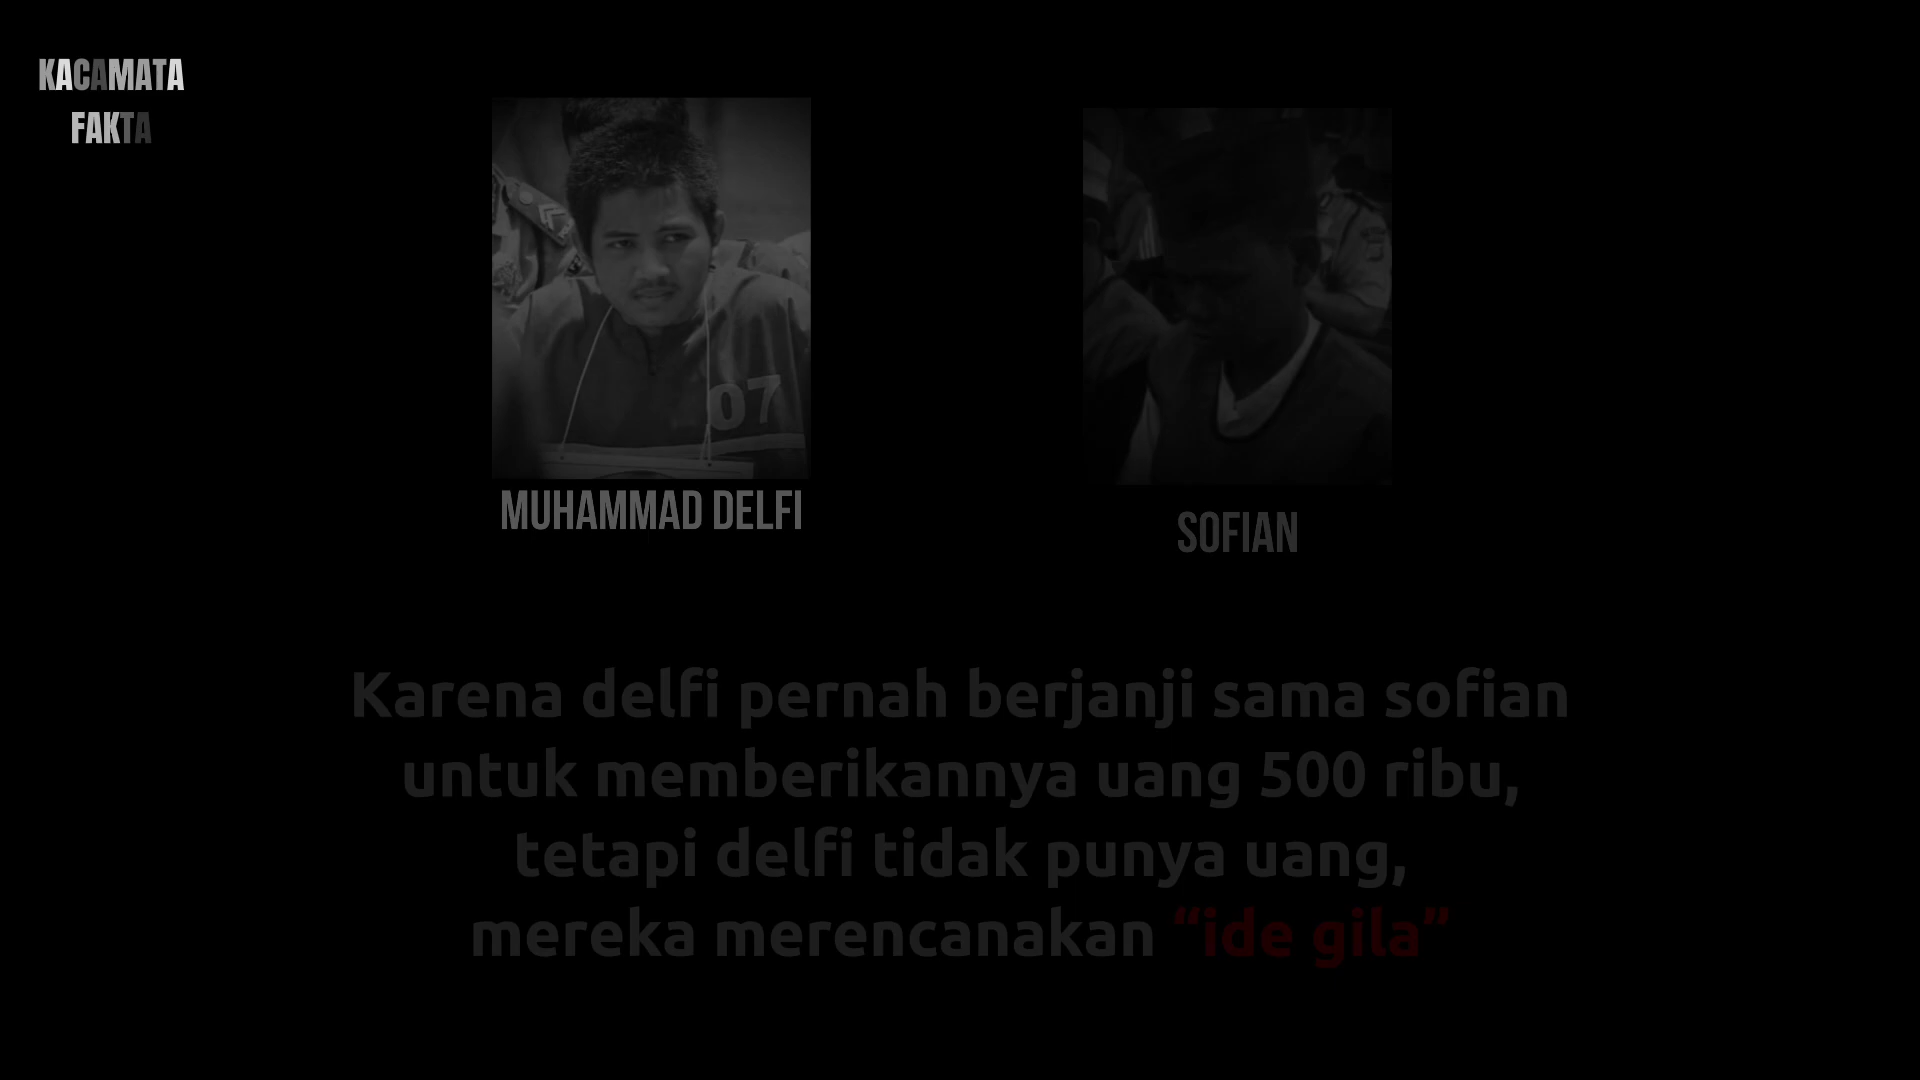 KACAMATA
FAKTA
07
MUHAMMAD DELFI
SOFIAN
Karena delfi pernah berjanji sama sofian
untuk memberikannya uang 500 ribu,
tetapi delfi tidak punya uang,
mereka merencanakan “ide gila”